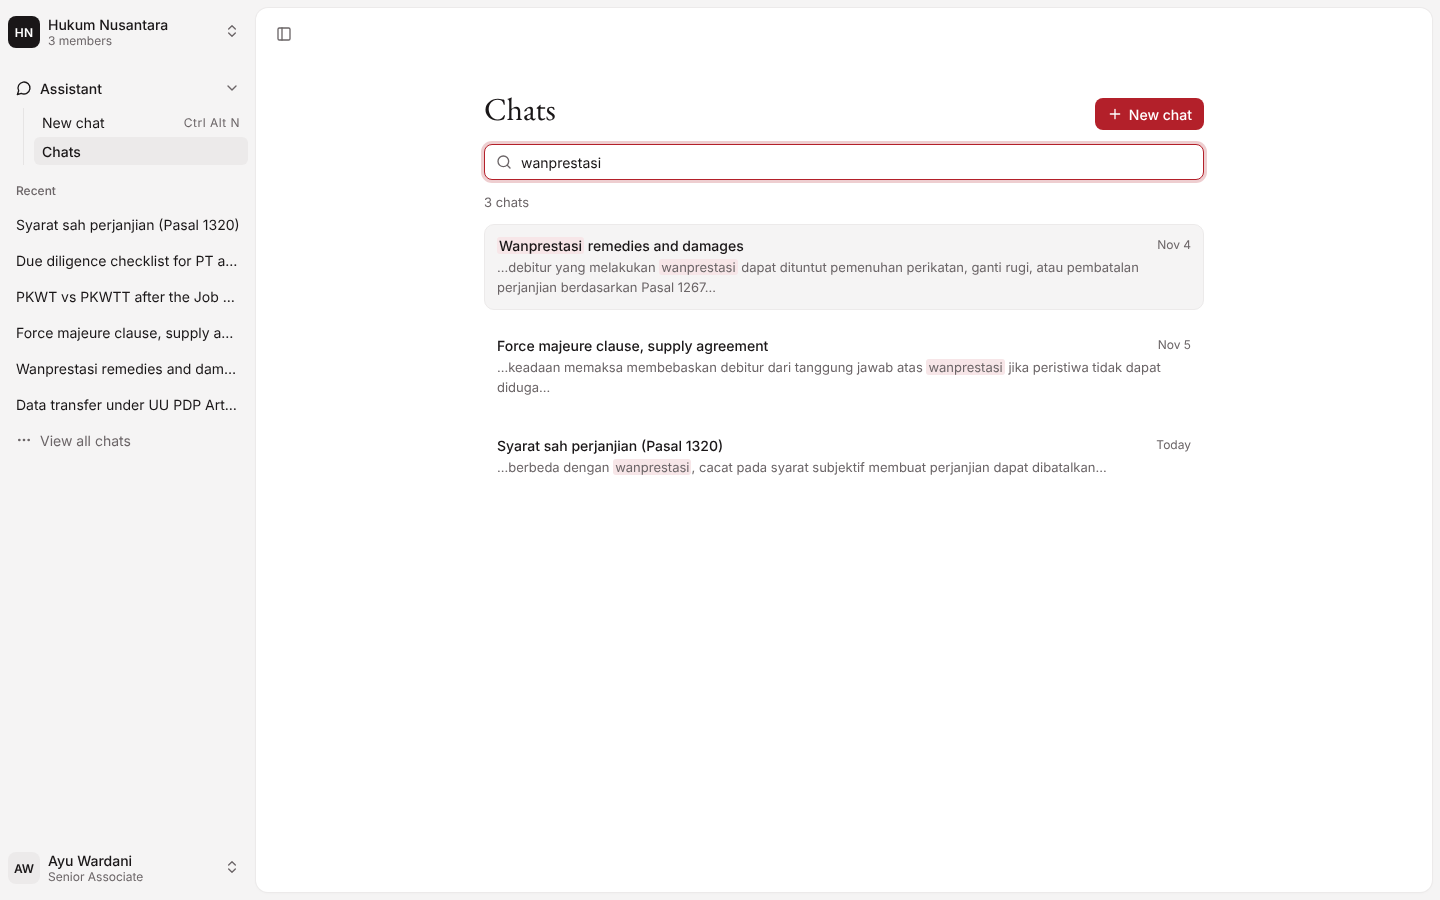 HN
Hukum Nusantara
3 members
Assistant
New chat Ctrl Alt N
Chats
Recent
Syarat sah perjanjian (Pasal 1320)
Due diligence checklist for PT a...
PKWT vs PKWTT after the Job ...
Force majeure clause, supply a...
Wanprestasi remedies and dam...
Data transfer under UU PDP Art...
View all chats
AW
Ayu Wardani
Senior Associate
Chats
New chat
wanprestasi
3 chats
Wanprestasi remedies and damages Nov 4
...debitur yang melakukan wanprestasi dapat dituntut pemenuhan perikatan, ganti rugi, atau pembatalan
perjanjian berdasarkan Pasal 1267...
Force majeure clause, supply agreement Nov 5
...keadaan memaksa membebaskan debitur dari tanggung jawab atas wanprestasi jika peristiwa tidak dapat
diduga...
Syarat sah perjanjian (Pasal 1320) Today
...berbeda dengan wanprestasi, cacat pada syarat subjektif membuat perjanjian dapat dibatalkan...